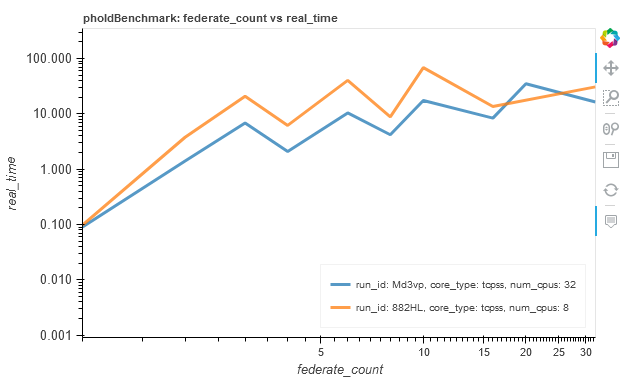 pholdBenchmark: federate_count vs real_time
100.000
10.000
1.000
0.100
0.010
0.001
real_time
run_id: Md3vp, core_type: tcpss, num_cpus: 32
run_id: 882HL, core_type: tcpss, num_cpus: 8
5 10 15 20 25 30
federate_count